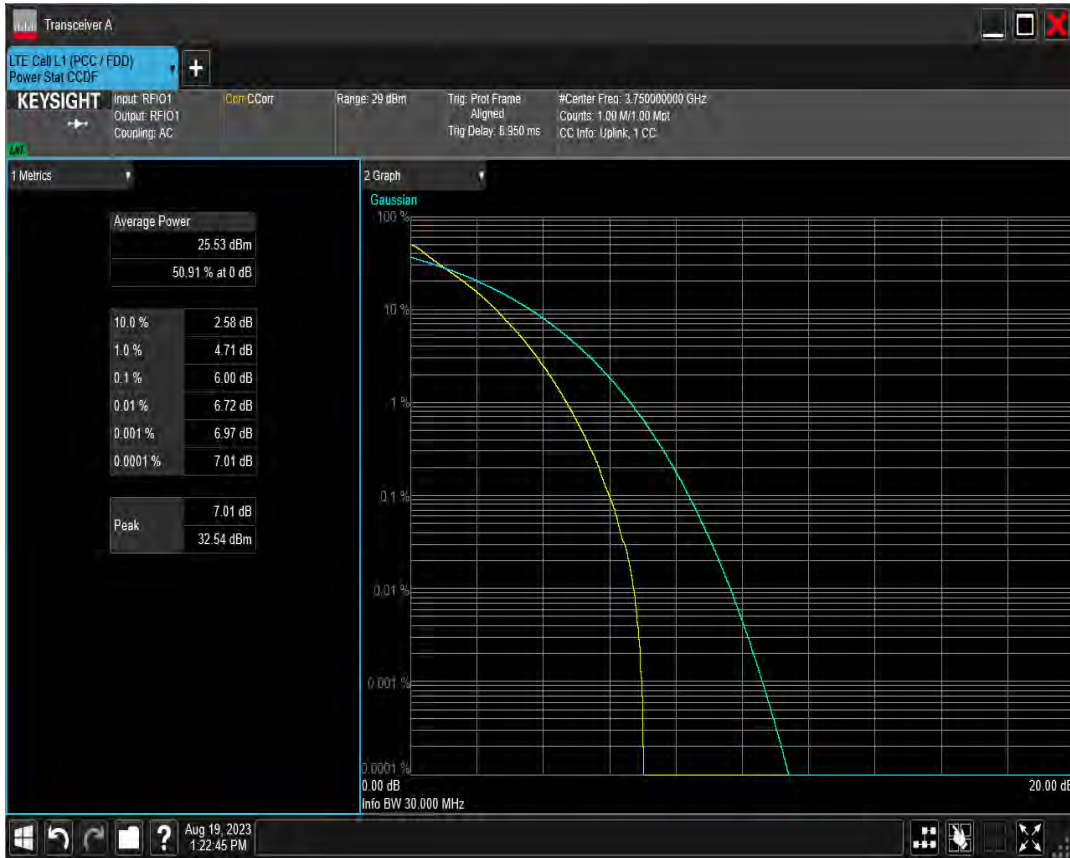 Transceiver A
LTE Cell L1 (PCC / FDD)
Power Stat CCDF
+
KEYSIGHT
Input: RFIO1
Output: RFIO1
Coupling: AC
Corr CCorr
Range: 29 dBm
Trig: Prot Frame
Aligned
Trig Delay: 8.950 ms
#Center Freq: 3.750000000 GHz
Counts: 1.00 M/1.00 Mpt
CC Info: Uplink, 1 CC
1 Metrics
Average Power
25.53 dBm
50.91 % at 0 dB
10.0 % 2.58 dB
1.0 % 4.71 dB
0.1 % 6.00 dB
0.01 % 6.72 dB
0.001 % 6.97 dB
0.0001 % 7.01 dB
Peak
7.01 dB
32.54 dBm
2 Graph
Gaussian
100 %
10 %
1 %
0.1 %
0.01 %
0.001 %
0.0001 %
0.00 dB
20.00 dB
Info BW 30.000 MHz
?
Aug 19, 2023
1:22:45 PM